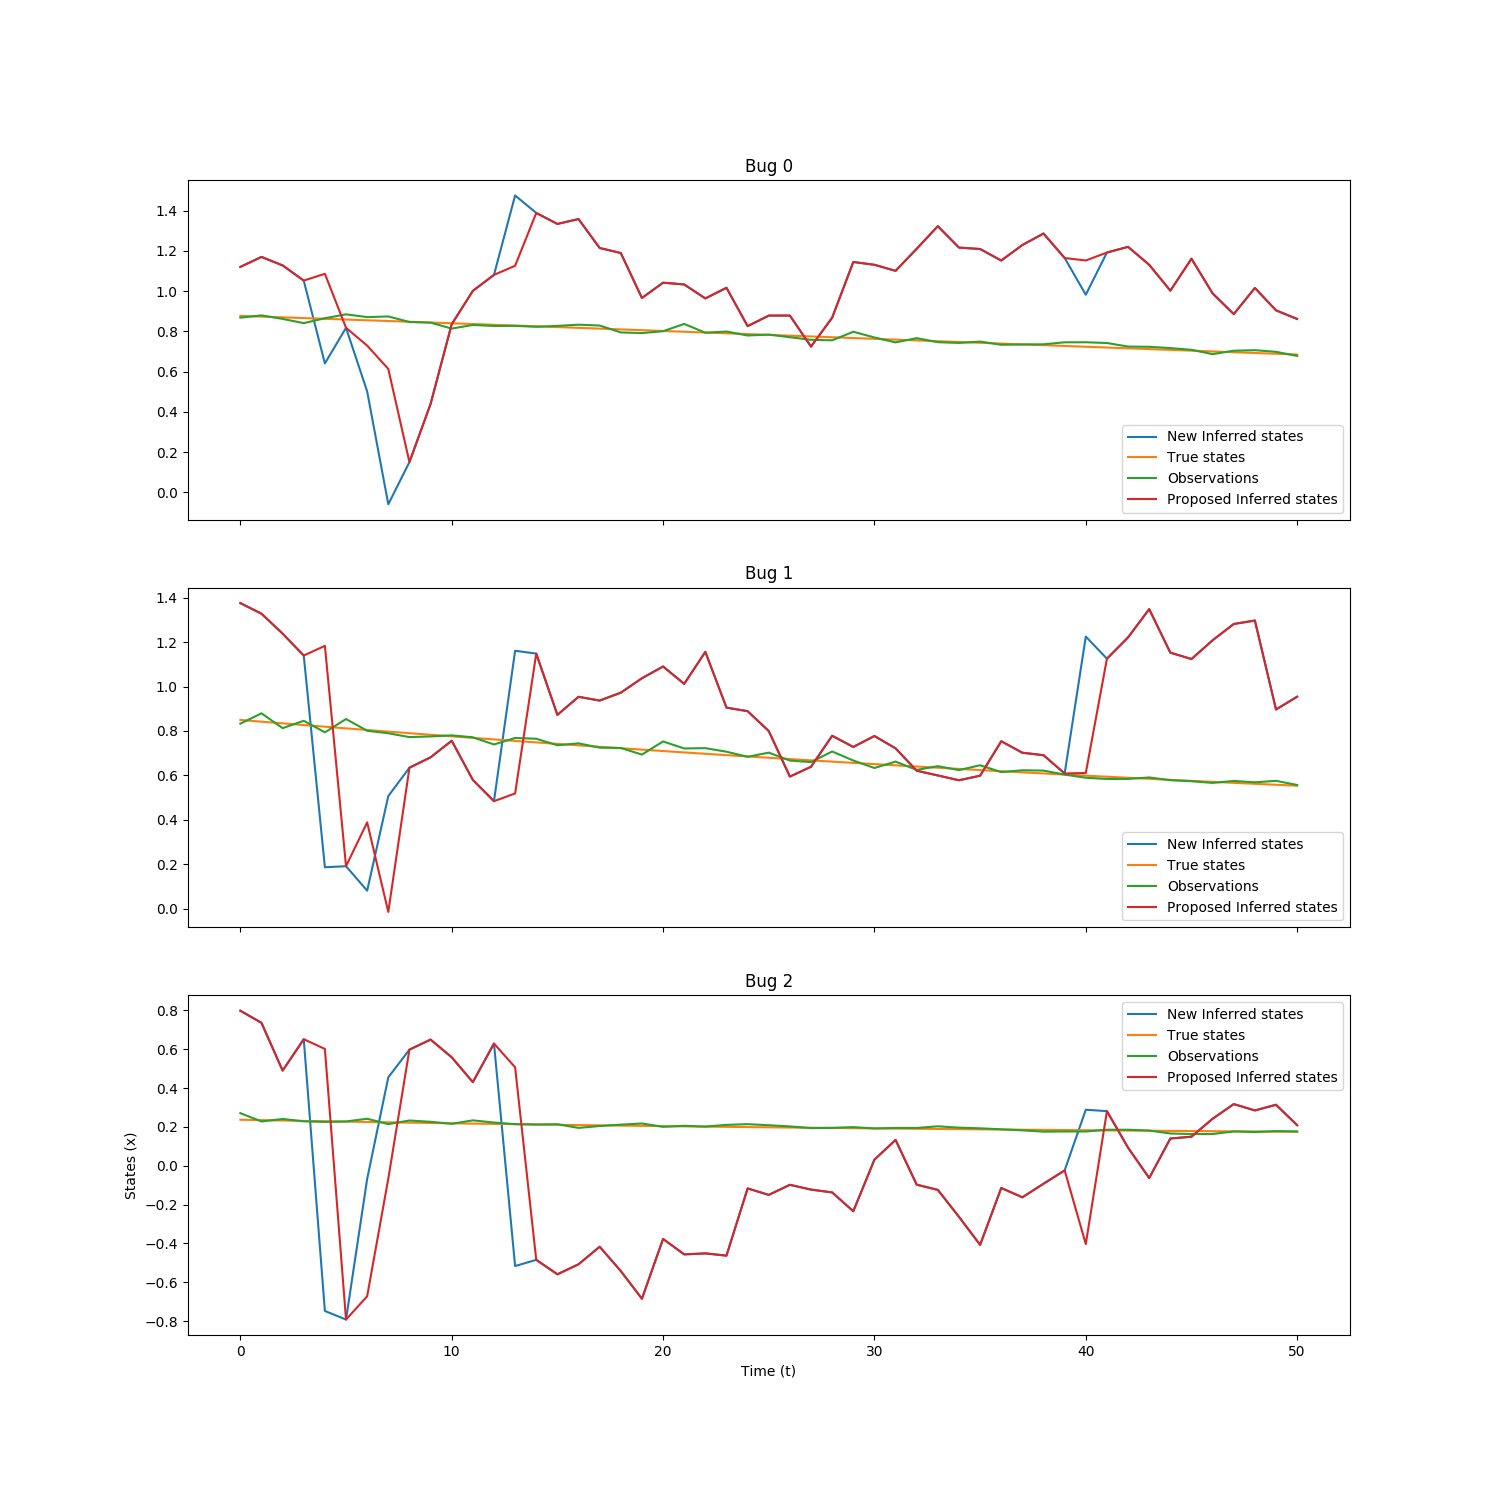 Bug 0
1.4
1.2
1.0
0.8
0.6
0.4
0.2
0.0
New Inferred states
True states
Observations
Proposed Inferred states
Bug 1
1.4
1.2
1.0
0.8
0.6
0.4
0.2
0.0
New Inferred states
True states
Observations
Proposed Inferred states
Bug 2
0.8
0.6
0.4
0.2
0.0
−0.2
−0.4
−0.6
−0.8
States (x)
New Inferred states
True states
Observations
Proposed Inferred states
0 10 20 30 40 50
Time (t)